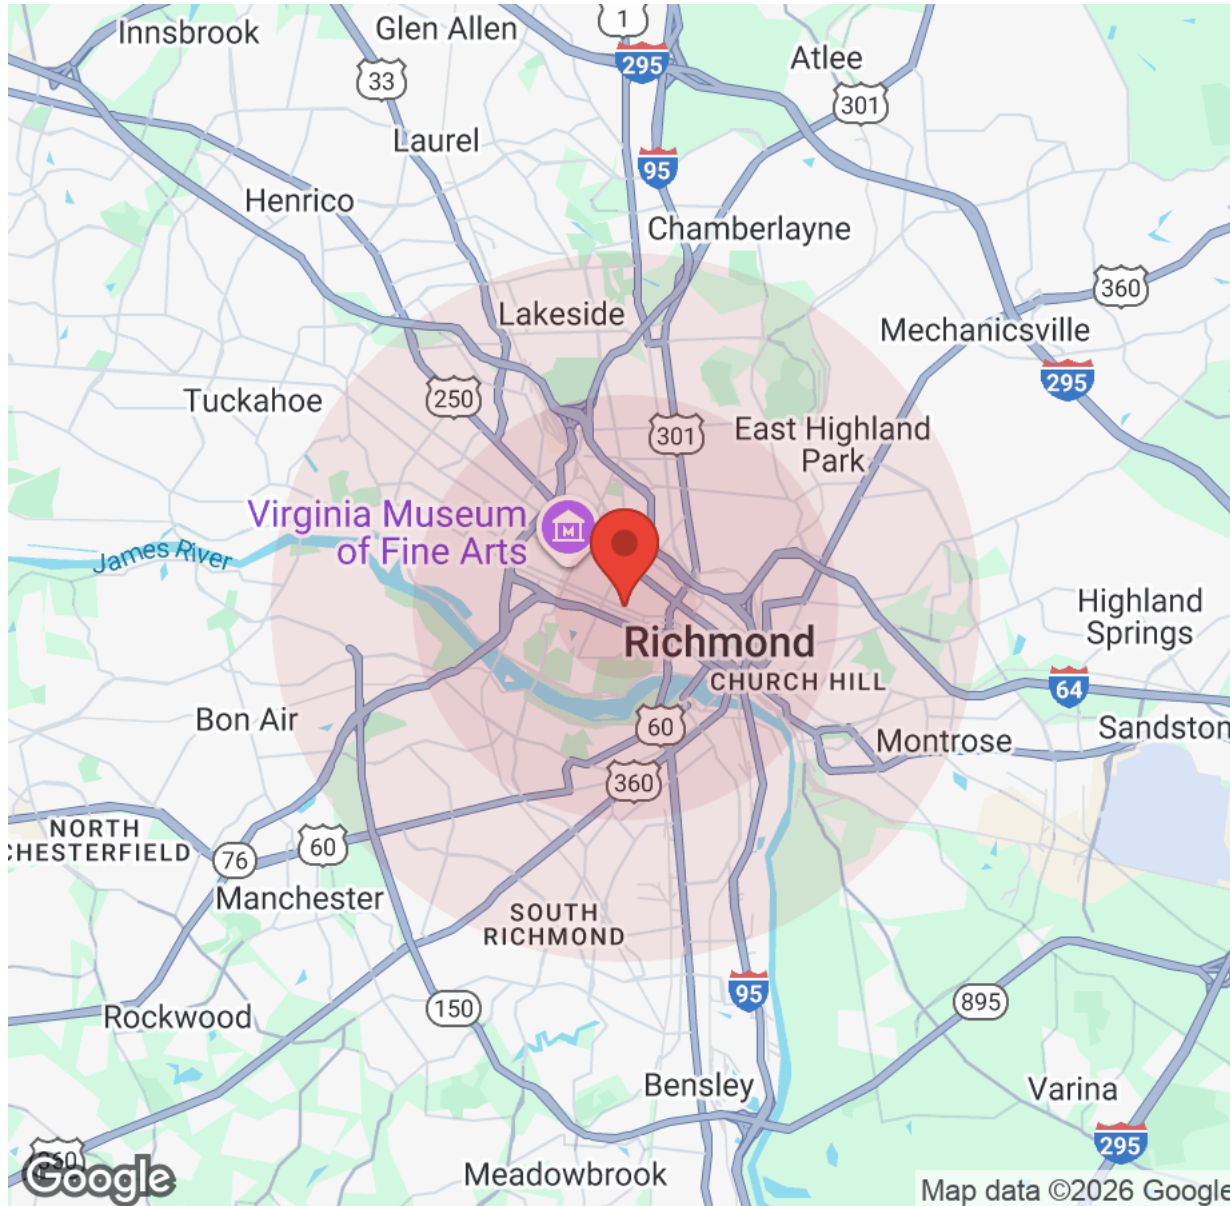 1
Innsbrook
Glen Allen
295
Atlee
33
301
Laurel
95
Henrico
Chamberlayne
360
Lakeside
Mechanicsville
295
Tuckahoe
250
301
East Highland
Park
Virginia Museum
of Fine Arts
James River
Highland
Springs
Richmond
CHURCH HILL
64
Bon Air
60
Montrose
Sandston
360
NORTH
CHESTERFIELD
76
60
Manchester
SOUTH
RICHMOND
95
895
150
Rockwood
Bensley
Varina
295
360
Google
Meadowbrook
Map data ©2026 Google